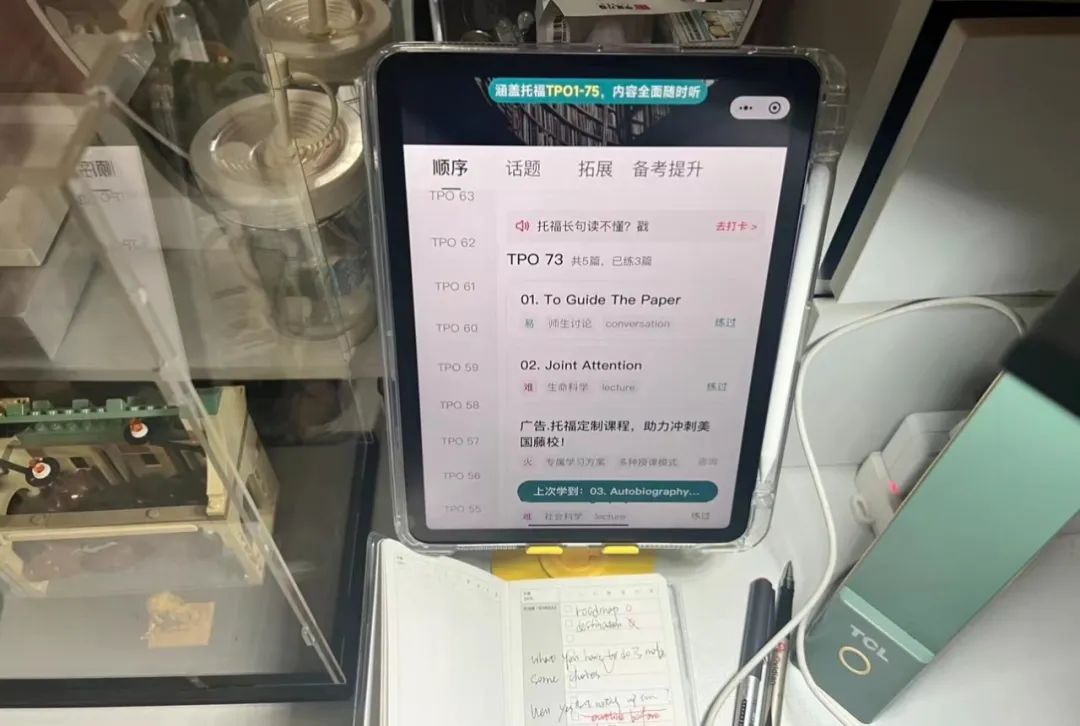 涵盖托福TPO1-75，内容全面随时听
顺序 话题 拓展 备考提升
TPO 63
TPO 62
TPO 61
TPO 60
TPO 59
TPO 58
TPO 57
TPO 56
TPO 55
托福长句读不懂？戳 去打卡 >
TPO 73 共5篇，已练3篇
01. To Guide The Paper
易 师生讨论 conversation 练过
02. Joint Attention
难 生命科学 lecture 练过
广告.托福定制课程，助力冲刺美
国藤校！
火 专属学习方案 多种授课模式 咨询
上次学到：03. Autobiography...
难 社会科学 lecture 练过
roadmap
destination
when you have to
some choices
outline before
TCL